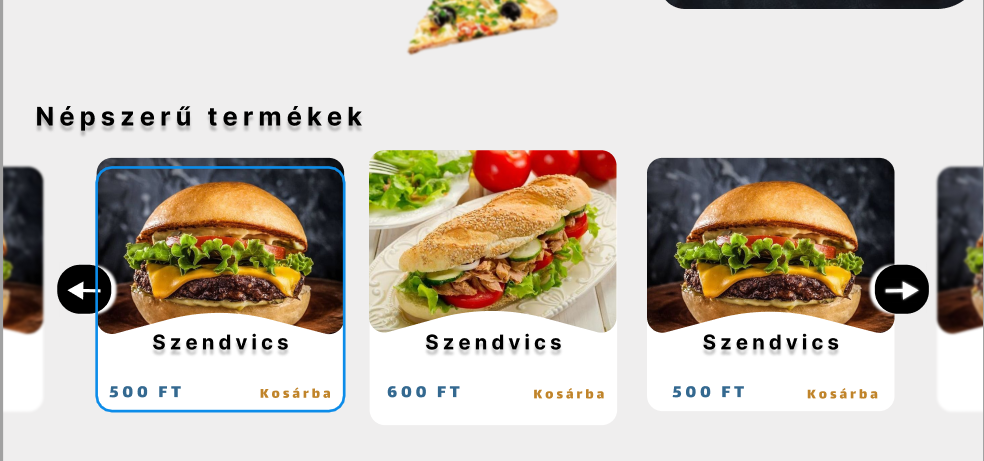 Népszerű termékek
Szendvics
500 FT
Kosárba
Szendvics
600 FT
Kosárba
Szendvics
500 FT
Kosárba